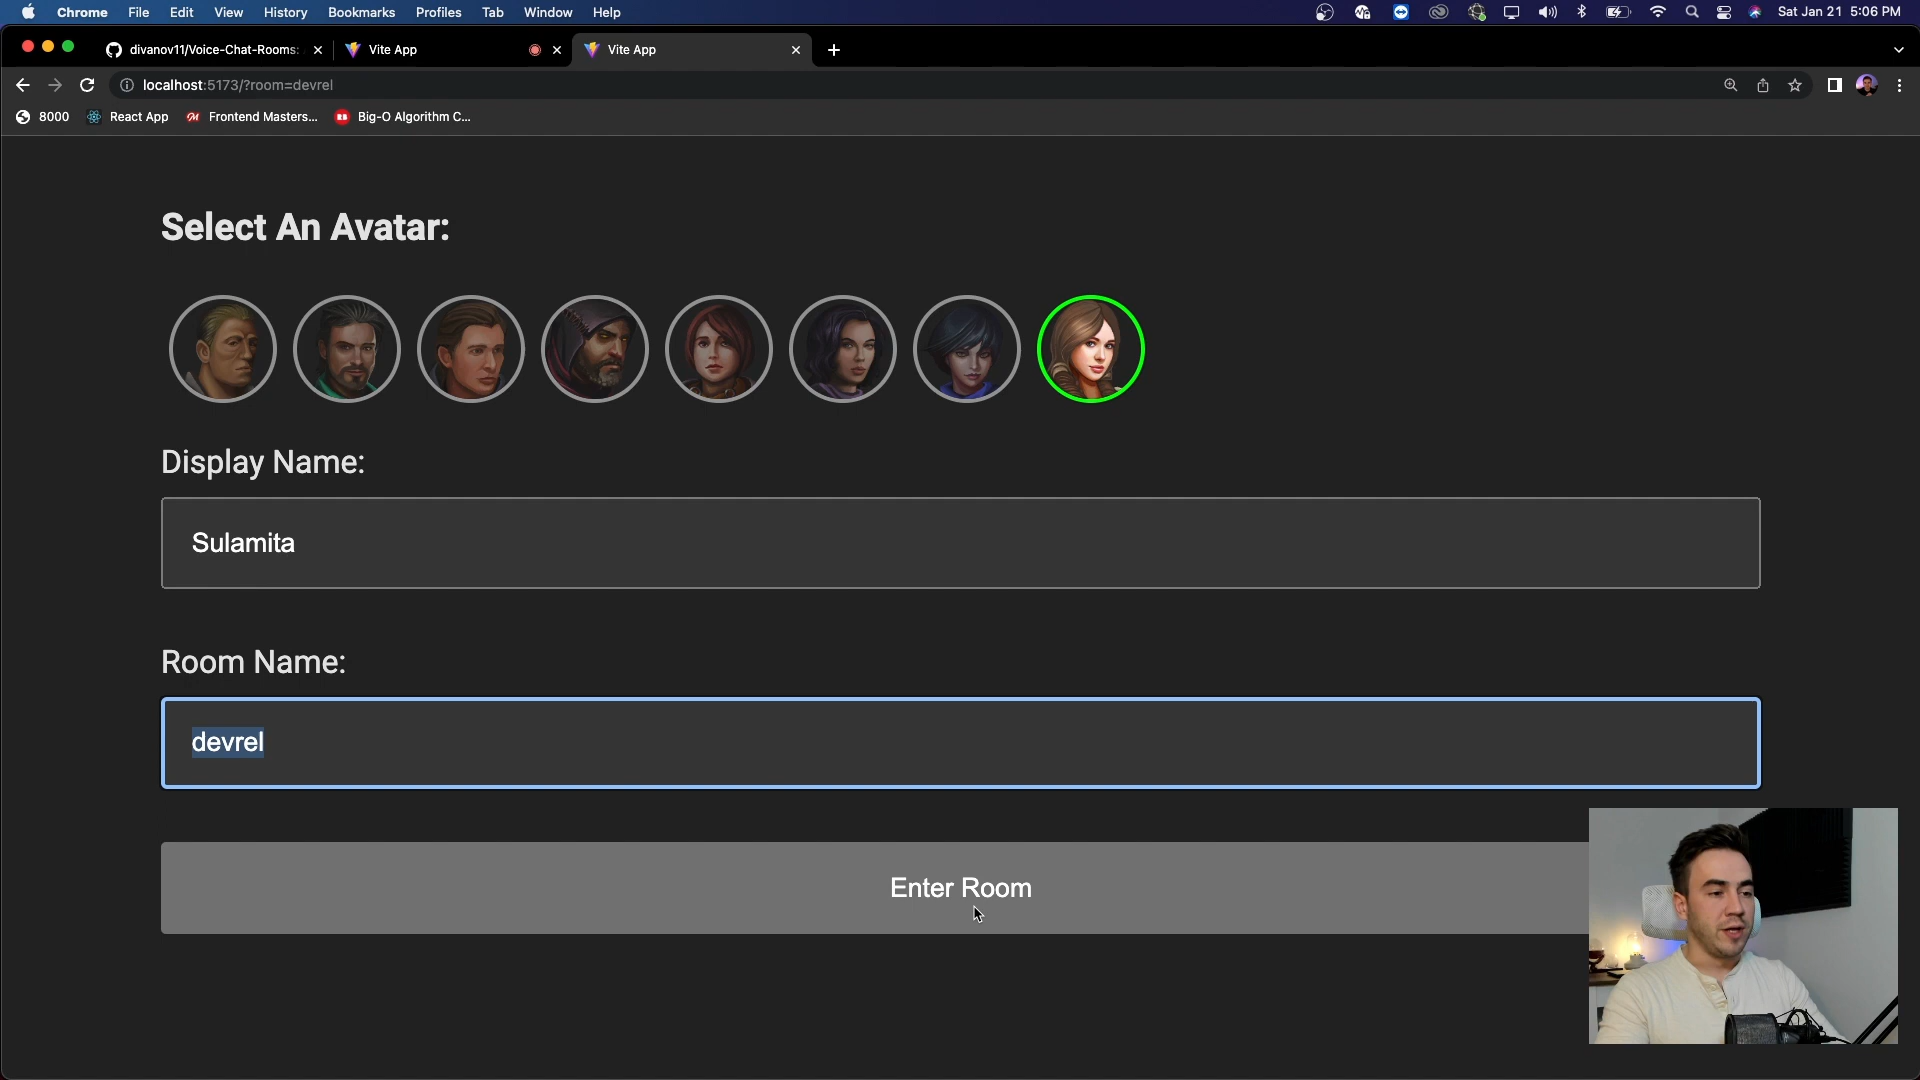 Chrome File Edit View History Bookmarks Profiles Tab Window Help Sat Jan 21 5:06 PM
divanov11/Voice-Chat-Rooms: Vite App Vite App
localhost:5173/?room=devrel
8000 React App Frontend Masters... Big-O Algorithm C...
Select An Avatar:
Display Name:
Sulamita
Room Name:
devrel
Enter Room